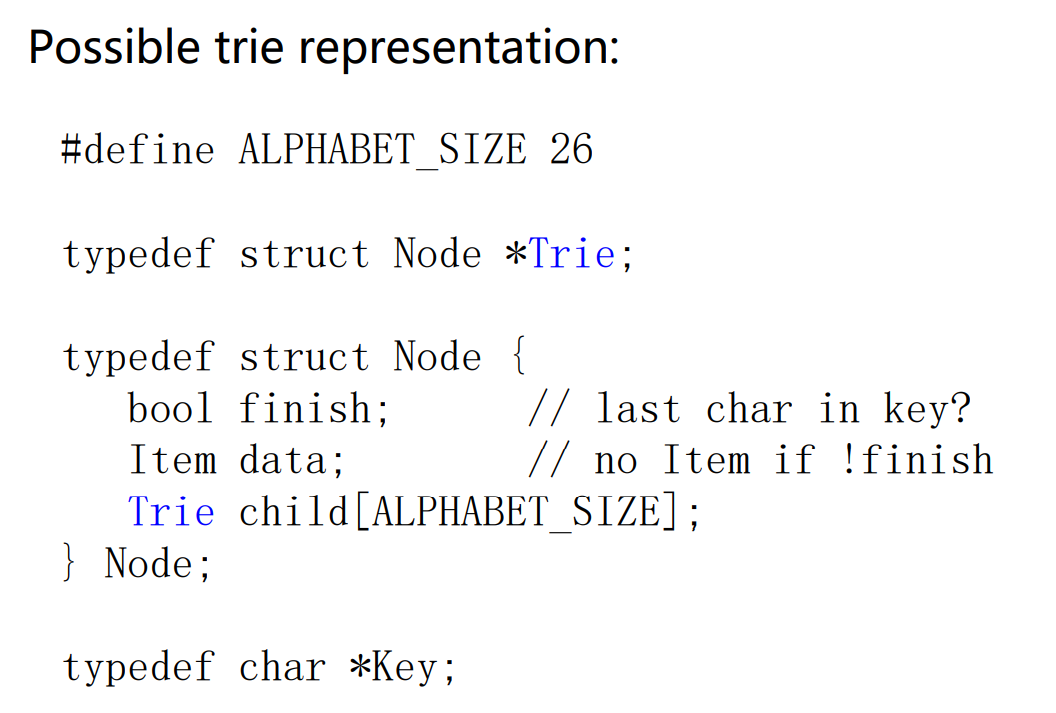 Possible trie representation:
#define ALPHABET_SIZE 26
typedef struct Node *Trie;
typedef struct Node {
bool finish; // last char in key?
Item data; // no Item if !finish
Trie child[ALPHABET_SIZE];
} Node;
typedef char *Key;